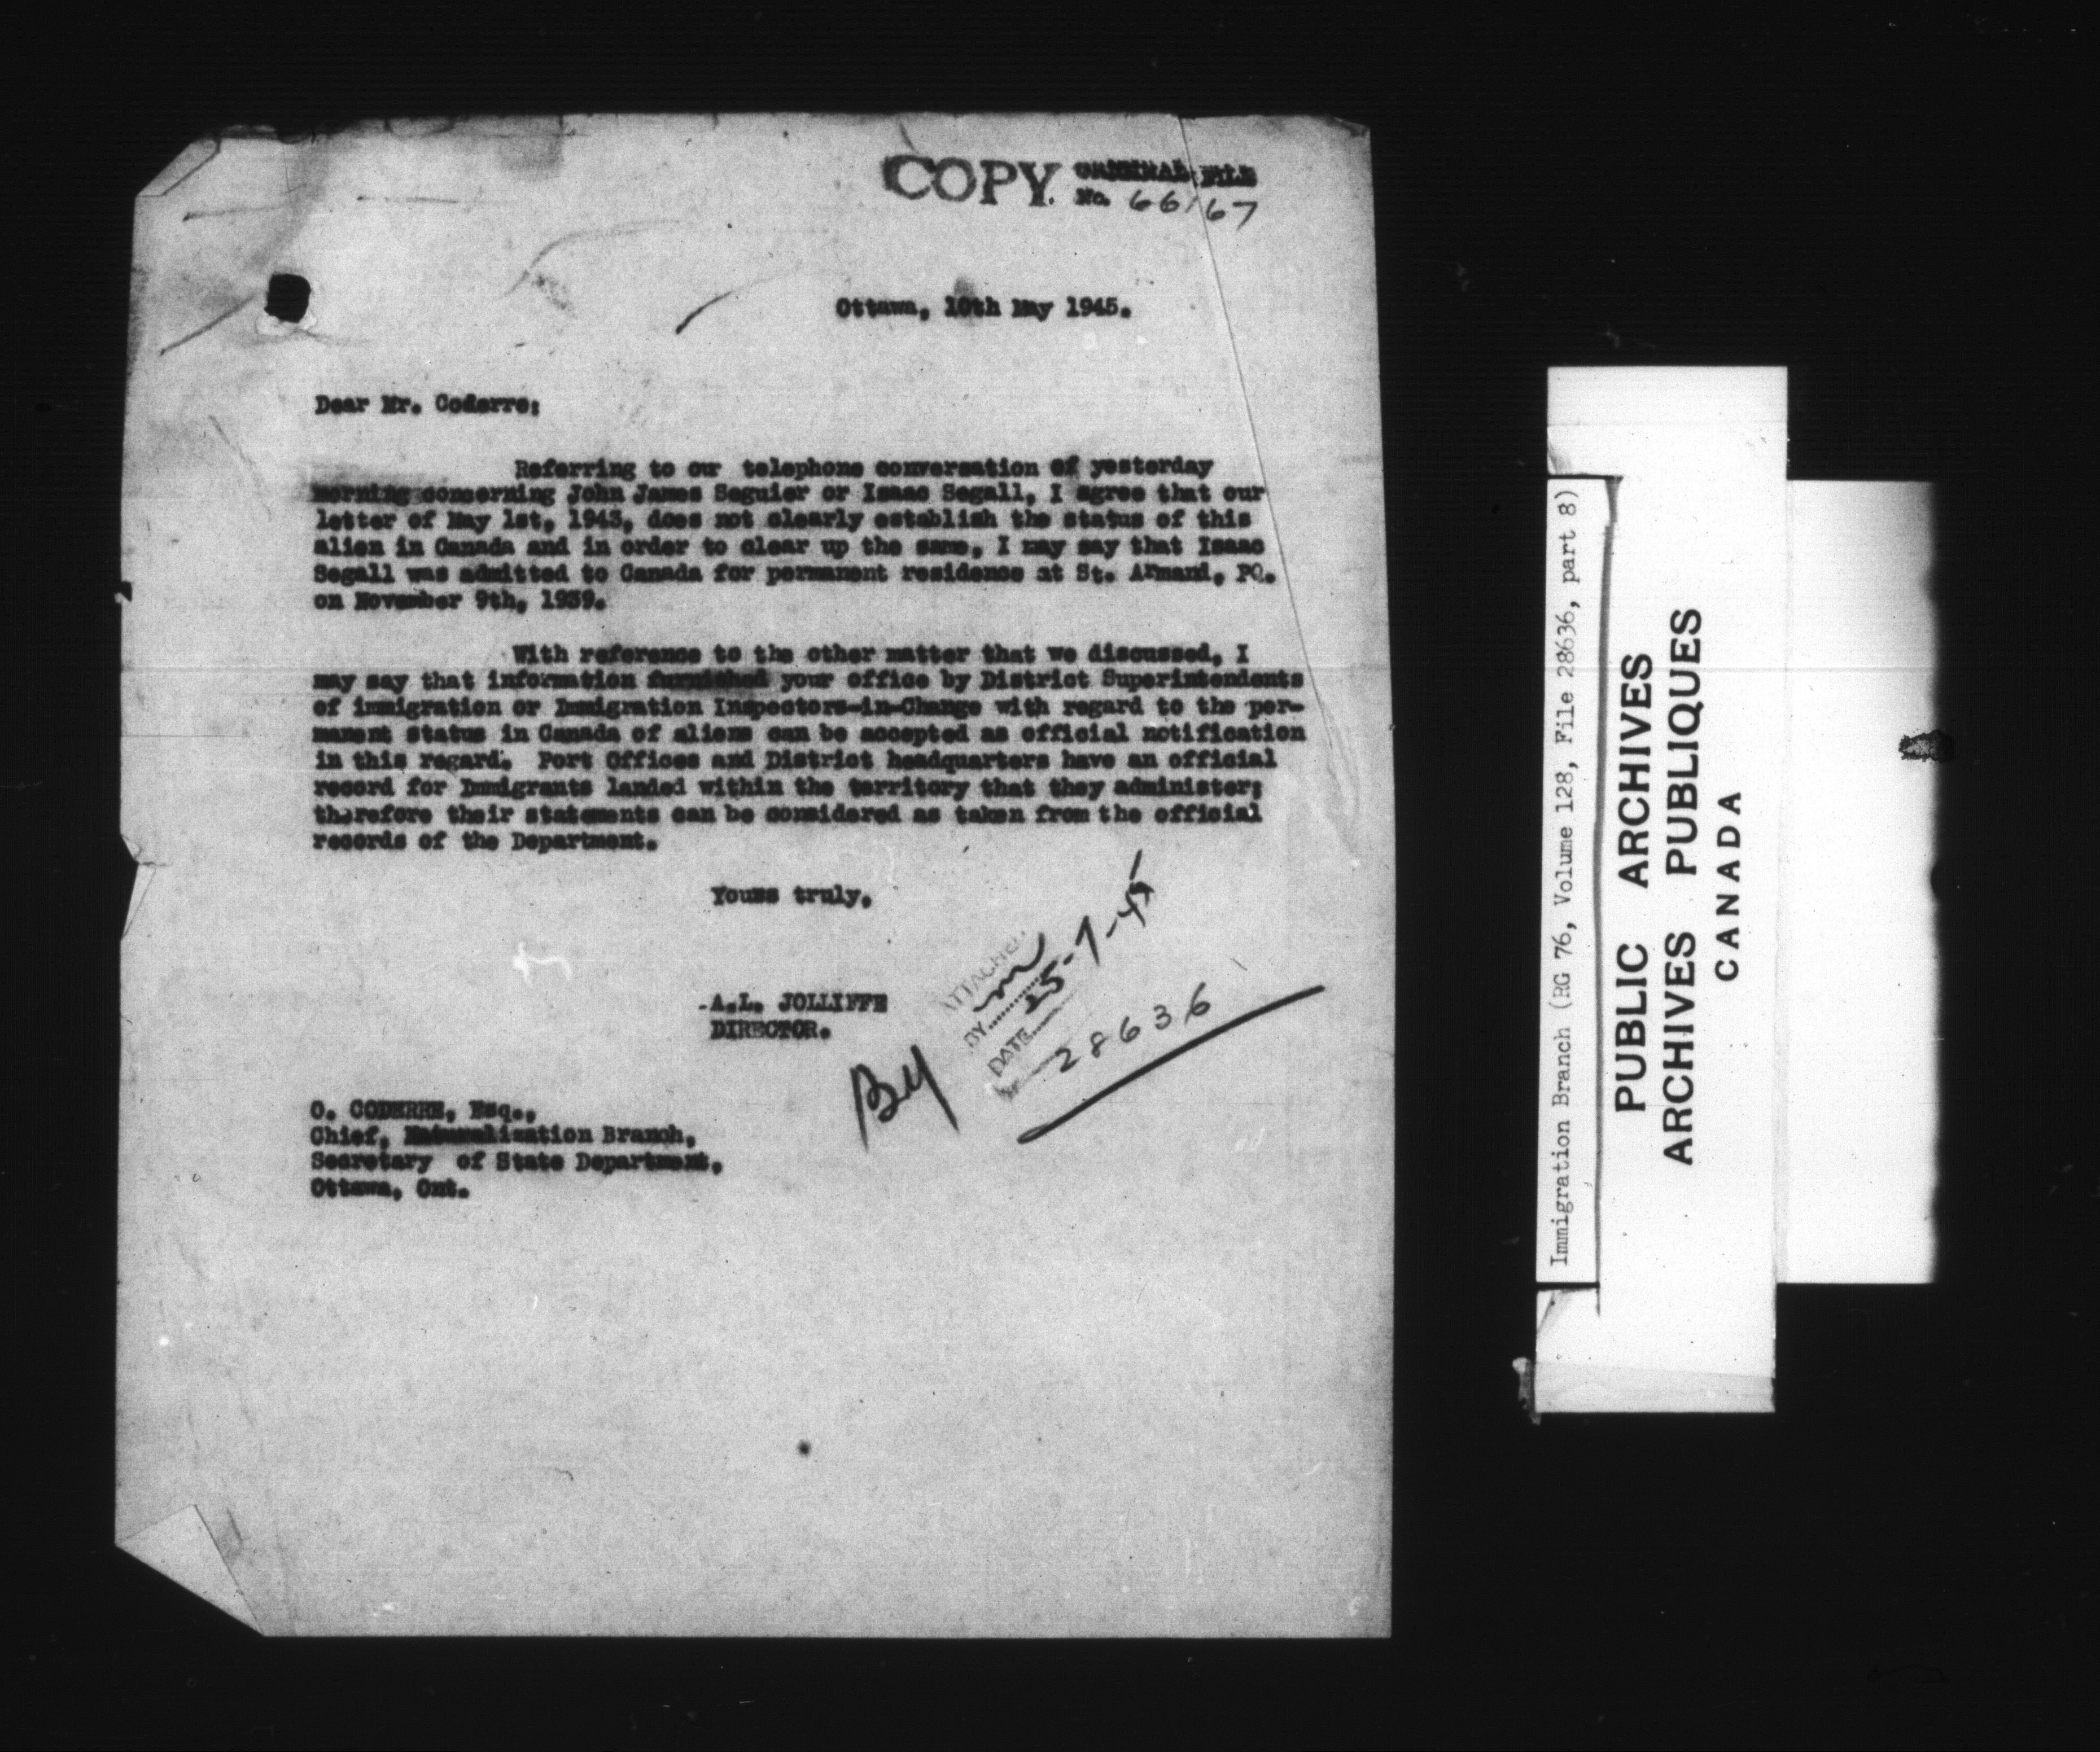 COPY.
ORIGINAL FILE
No. 66167
Ottawa, 10th May 1945.
Dear Mr. Coderre:
Referring to our telephone conversation of yesterday
morning concerning John James Seguier or Isaac Segall, I agree that our
letter of May 1st, 1943, does not clearly establish the status of this
alien in Canada and in order to clear up the same, I may say that Isaac
Segall was admitted to Canada for permanent residence at St. Armand, PQ.
on November 9th, 1939.
With reference to the other matter that we discussed, I
may say that information furnished your office by District Superintendents
of immigration or Immigration Inspectors-in-Charge with regard to the per-
manent status in Canada of aliens can be accepted as official notification
in this regard. Port Offices and District headquarters have an official
record for Immigrants landed within the territory that they administer;
therefore their statements can be considered as taken from the official
records of the Department.
Yours truly,
A.L. JOLLIFFE
DIRECTOR.
ATTACHED
BY
DATE 25-7-45
28636
By
O. CODERRE, Esq.,
Chief, Naturalization Branch,
Secretary of State Department,
Ottawa, Ont.
Immigration Branch (RG 76, Volume 128, File 28636, part 8)
PUBLIC ARCHIVES
ARCHIVES PUBLIQUES
CANADA